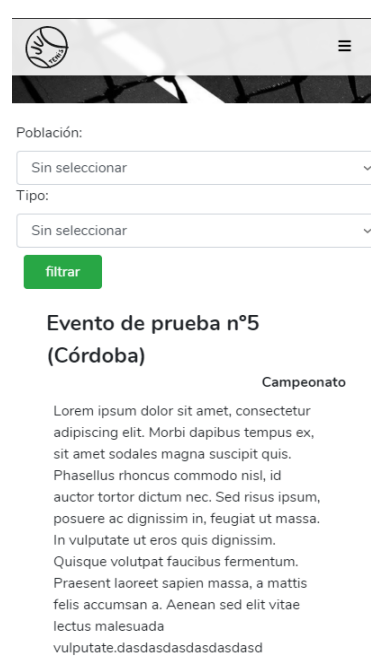 JU
TENIS
Población:
Sin seleccionar
Tipo:
Sin seleccionar
filtrar
Evento de prueba nº5
(Córdoba)
Campeonato
Lorem ipsum dolor sit amet, consectetur
adipiscing elit. Morbi dapibus tempus ex,
sit amet sodales magna suscipit quis.
Phasellus rhoncus commodo nisl, id
auctor tortor dictum nec. Sed risus ipsum,
posuere ac dignissim in, feugiat ut massa.
In vulputate ut eros quis dignissim.
Quisque volutpat faucibus fermentum.
Praesent laoreet sapien massa, a mattis
felis accumsan a. Aenean sed elit vitae
lectus malesuada
vulputate.dasdasdasdasdasdasd